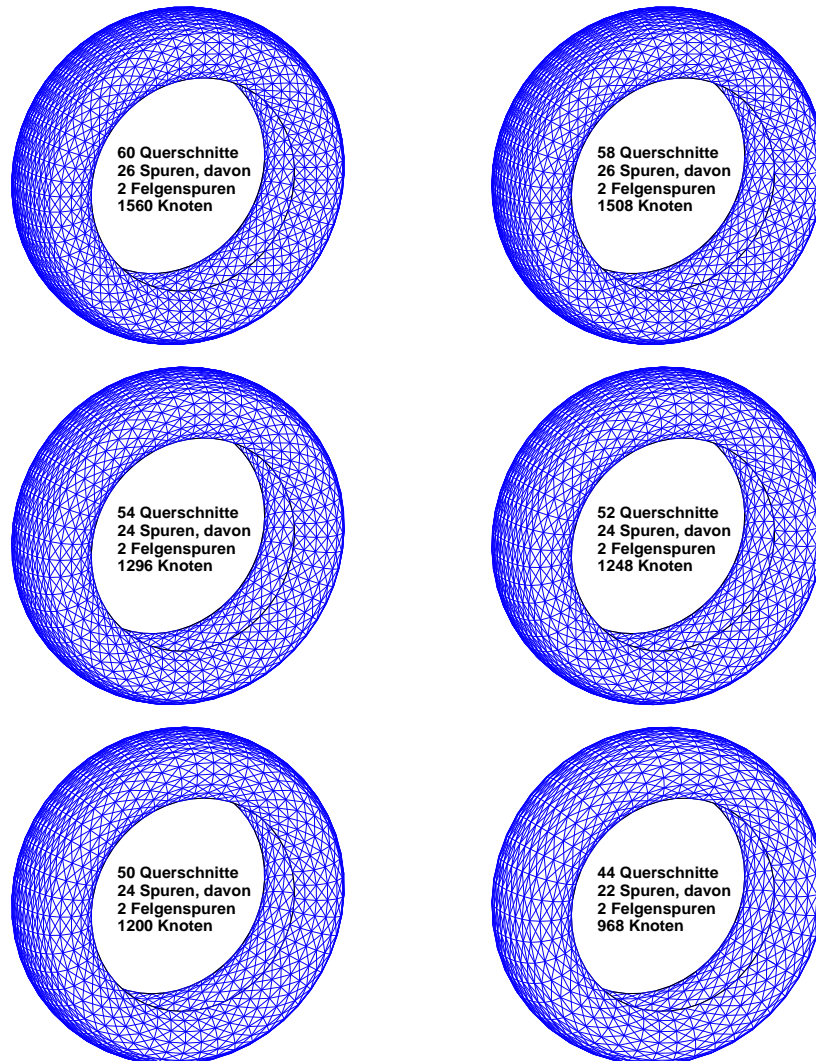 60 Querschnitte
26 Spuren, davon
2 Felgenspuren
1560 Knoten
58 Querschnitte
26 Spuren, davon
2 Felgenspuren
1508 Knoten
54 Querschnitte
24 Spuren, davon
2 Felgenspuren
1296 Knoten
52 Querschnitte
24 Spuren, davon
2 Felgenspuren
1248 Knoten
50 Querschnitte
24 Spuren, davon
2 Felgenspuren
1200 Knoten
44 Querschnitte
22 Spuren, davon
2 Felgenspuren
968 Knoten